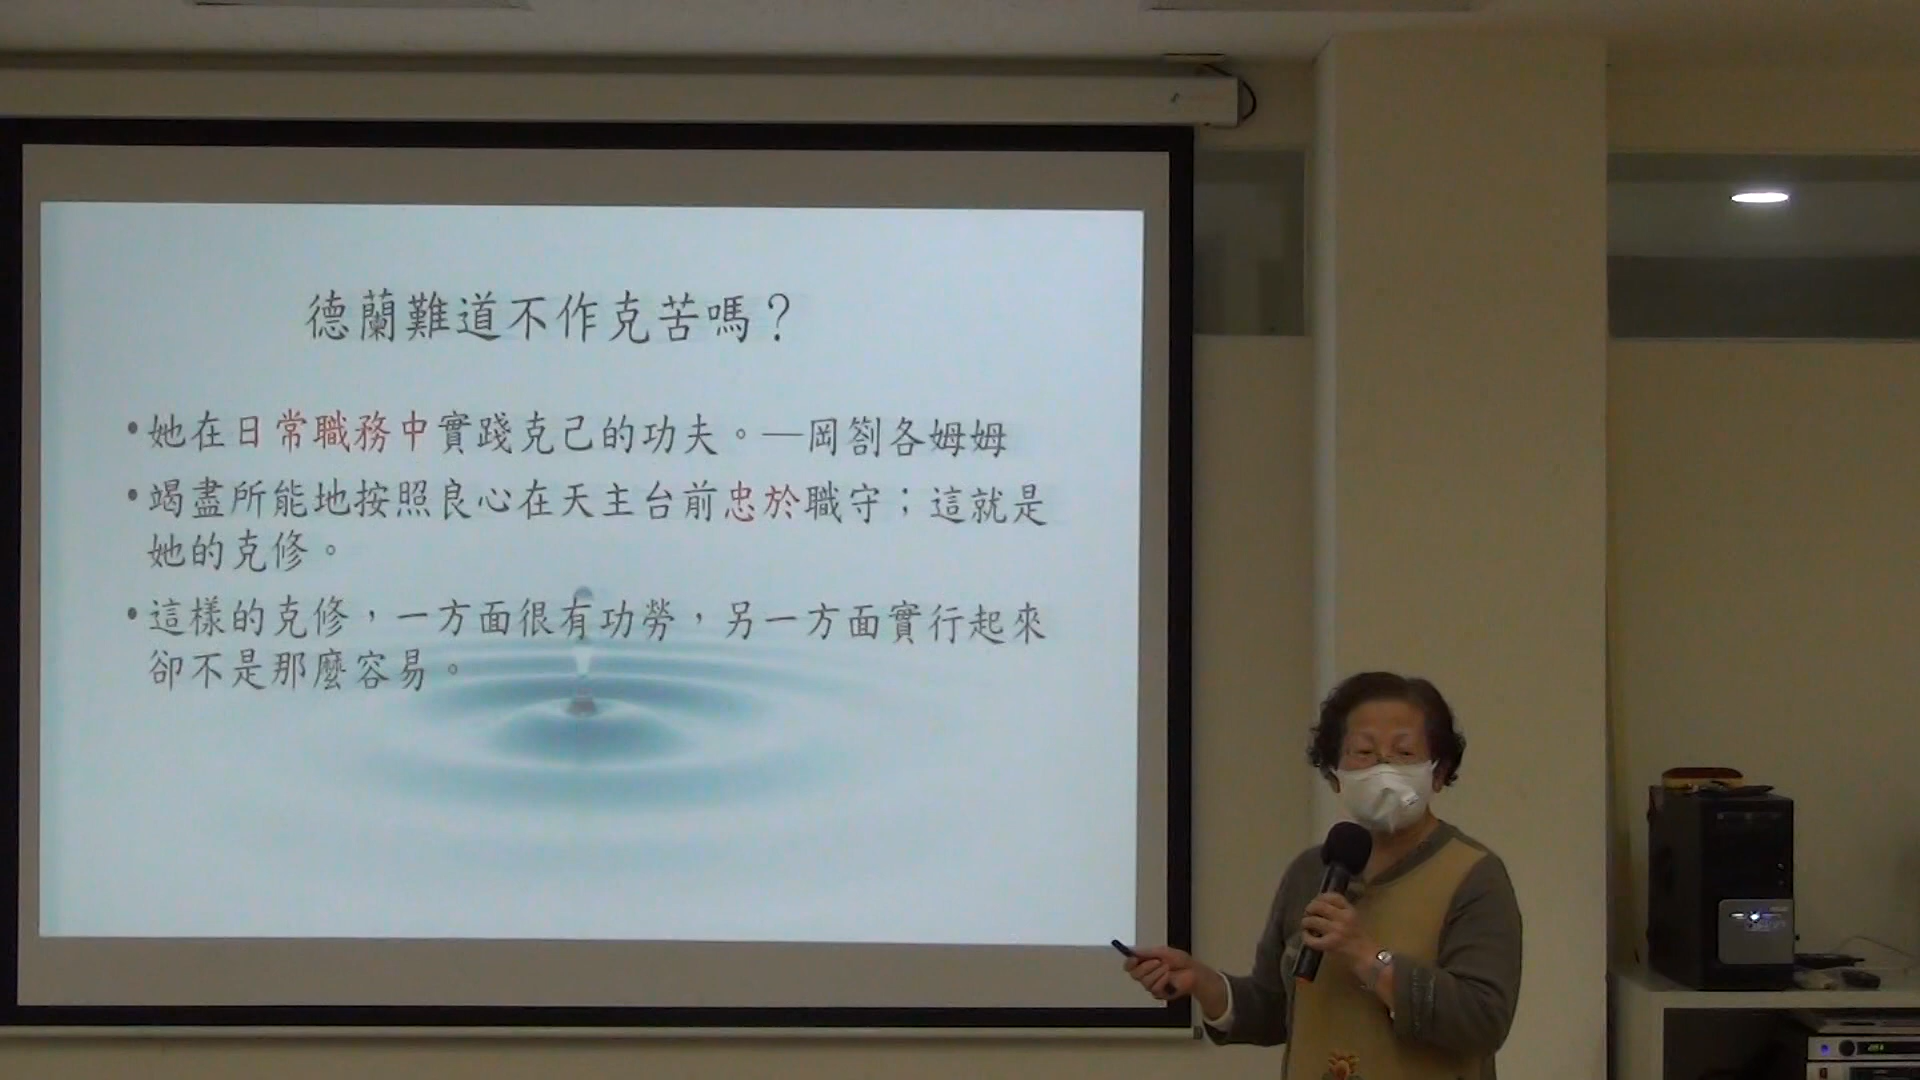 德蘭難道不作克苦嗎？
•她在日常職務中實踐克己的功夫。—岡劄各姆姆
•竭盡所能地按照良心在天主台前忠於職守；這就是
她的克修。
•這樣的克修，一方面很有功勞，另一方面實行起來
卻不是那麼容易。